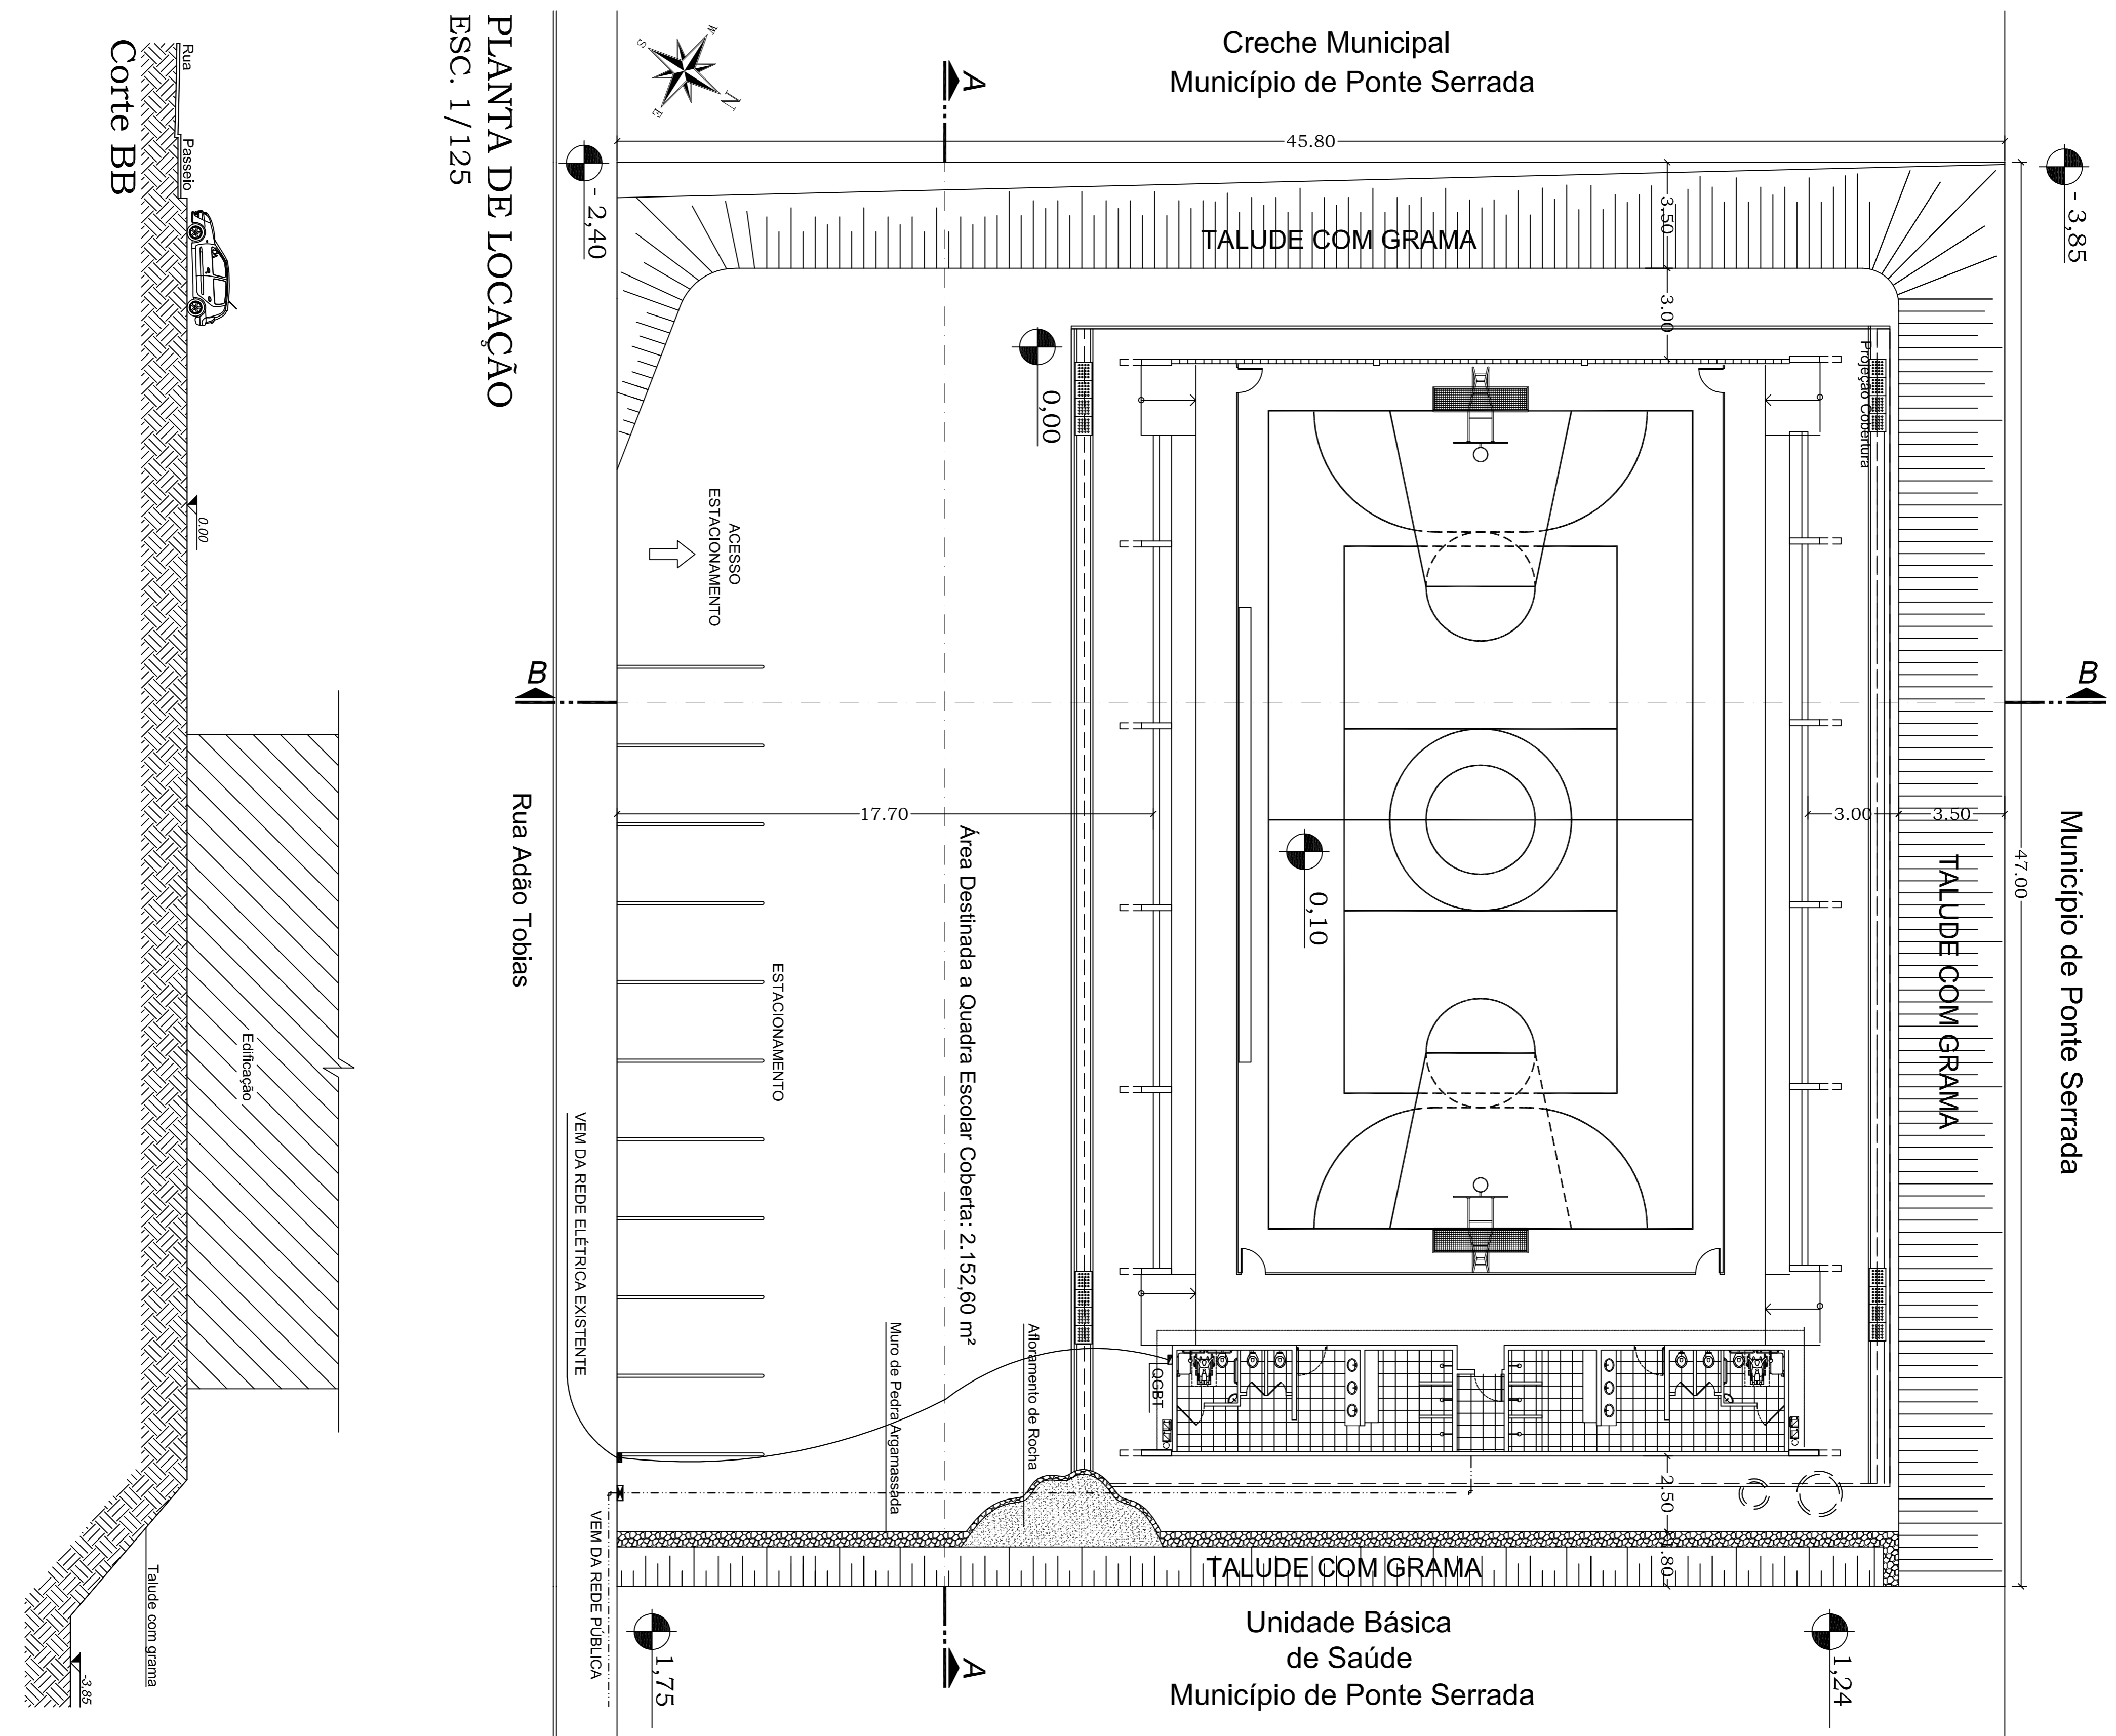 Creche Municipal
Município de Ponte Serrada
PLANTA DE LOCAÇÃO
ESC. 1/125
Corte BB
Rua
Passeio
0.00
Edificação
Talude com grama
-3,85
W
S
N
E
A
45.80
- 2,40
- 3,85
3.50
TALUDE COM GRAMA
3.00
0,00
Projeção Cobertura
ACESSO
ESTACIONAMENTO
B
B
Rua Adão Tobias
17.70
3.00
3.50
47.00
Município de Ponte Serrada
TALUDE COM GRAMA
0,10
Área Destinada a Quadra Escolar Coberta: 2.152,60 m²
ESTACIONAMENTO
VEM DA REDE ELÉTRICA EXISTENTE
Muro de Pedra Argamassada
Afloramento de Rocha
QGBT
2.50
VEM DA REDE PÚBLICA
TALUDE COM GRAMA
.80
1,75
A
1,24
Unidade Básica
de Saúde
Município de Ponte Serrada